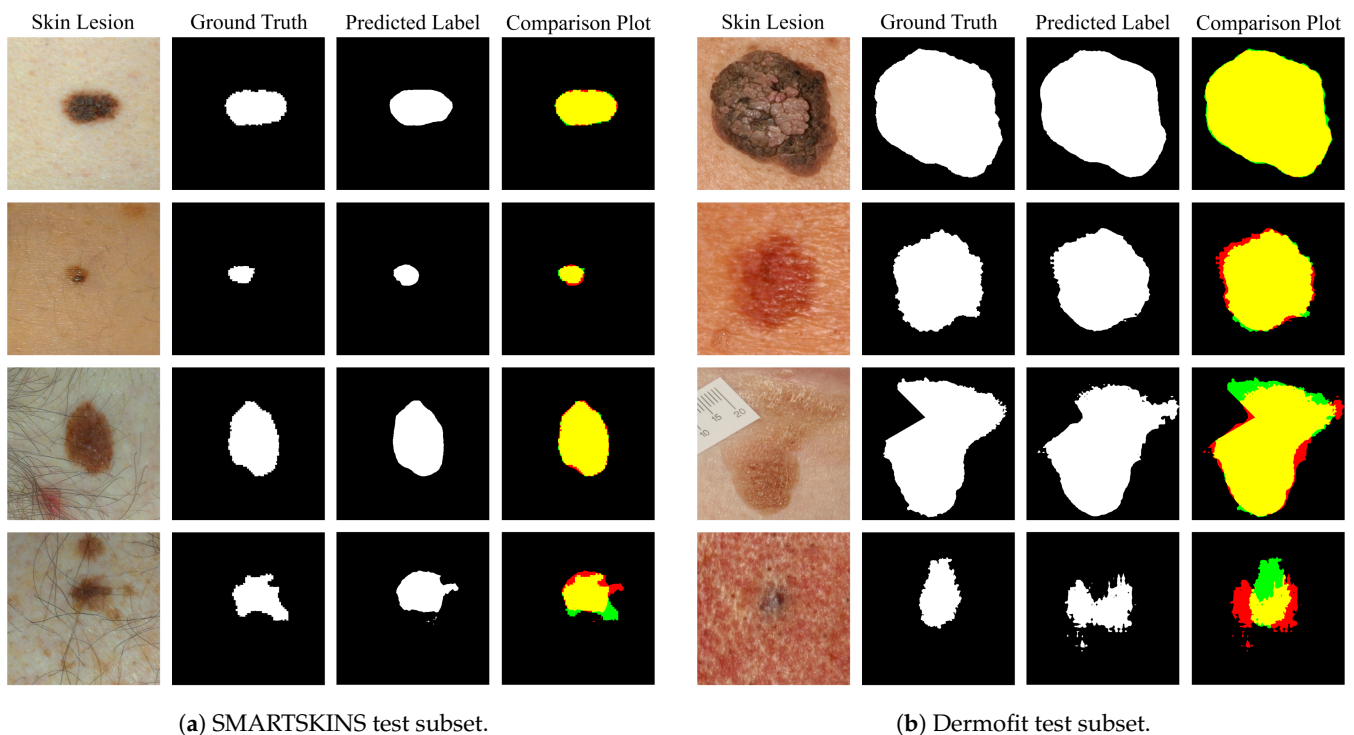 Skin Lesion Ground Truth Predicted Label Comparison Plot
Skin Lesion Ground Truth Predicted Label Comparison Plot
10 15 20
(a) SMARTSKINS test subset.
(b) Dermofit test subset.